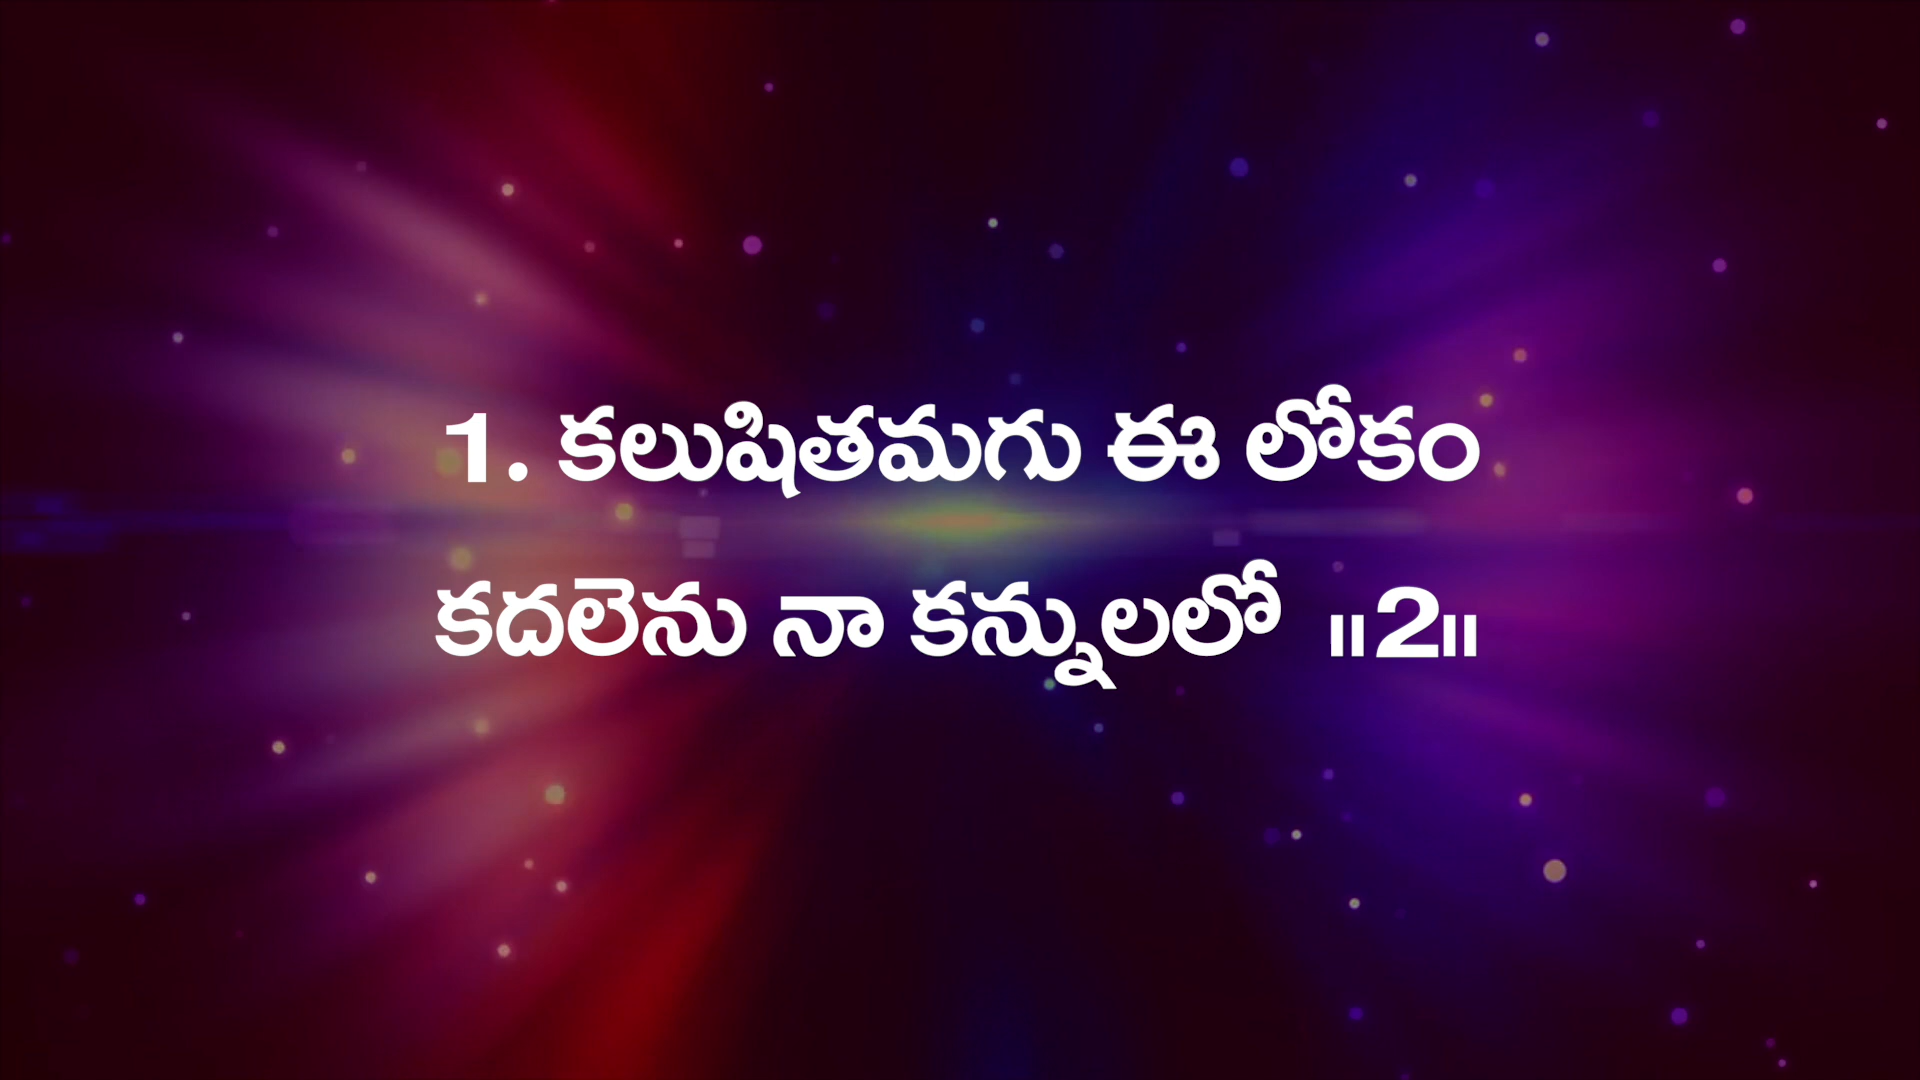 1. కలుషితమగు ఈ లోకం
కదలెను నా కన్నులలో ॥2॥